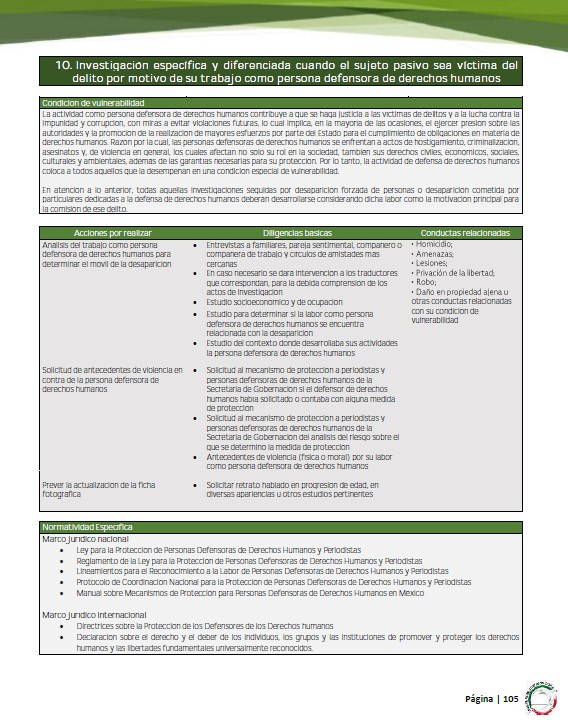 10. Investigación específica y diferenciada cuando el sujeto pasivo sea víctima del
delito por motivo de su trabajo como persona defensora de derechos humanos
Condicion de vulnerabilidad
La actividad como persona defensora de derechos humanos contribuye a que se haga justicia a las victimas de delitos y a la lucha contra la
impunidad y corrupcion, con miras a evitar violaciones futuras, lo cual implica, en la mayoria de las ocasiones, el ejercer presion sobre las
autoridades y la promocion de la realizacion de mayores esfuerzos por parte del Estado para el cumplimiento de obligaciones en materia de
derechos humanos. Razon por la cual, las personas defensoras de derechos humanos se enfrentan a actos de hostigamiento, criminalizacion,
asesinatos y, de violencia en general, los cuales afectan no solo su rol en la sociedad, tambien sus derechos civiles, economicos, sociales,
culturales y ambientales, ademas de las garantias necesarias para su proteccion. Por lo tanto, la actividad de defensa de derechos humanos
coloca a todos aquellos que la desempenan en una condicion especial de vulnerabilidad.
En atencion a lo anterior, todas aquellas investigaciones seguidas por desaparicion forzada de personas o desaparicion cometida por
particulares dedicadas a la defensa de derechos humanos deberan desarrollarse considerando dicha labor como la motivacion principal para
la comision de ese delito.
Acciones por realizar Diligencias basicas Conductas relacionadas
Analisis del trabajo como persona
defensora de derechos humanos para
determinar el movil de la desaparicion
• Entrevistas a familiares, pareja sentimental, companero o
companera de trabajo y circulos de amistades mas
cercanas
• En caso necesario se dara intervencion a los traductores
que correspondan, para la debida comprension de los
actos de investigacion
• Estudio socioeconomico y de ocupacion
• Estudio para determinar si la labor como persona
defensora de derechos humanos se encuentra
relacionada con la desaparicion
• Estudio del contexto donde desarrollaba sus actividades
la persona defensora de derechos humanos
• Homicidio;
• Amenazas;
• Lesiones;
• Privación de la libertad;
• Robo;
• Daño en propiedad ajena u
otras conductas relacionadas
con su condicion de
vulnerabilidad
Solicitud de antecedentes de violencia en
contra de la persona defensora de
derechos humanos
• Solicitud al mecanismo de proteccion a periodistas y
personas defensoras de derechos humanos de la
Secretaria de Gobernacion si el defensor de derechos
humanos habia solicitado o contaba con alguna medida
de proteccion
• Solicitud al mecanismo de proteccion a periodistas y
personas defensoras de derechos humanos de la
Secretaria de Gobernacion del analisis del riesgo sobre el
que se determino la medida de proteccion
• Antecedentes de violencia (fisica o moral) por su labor
como persona defensora de derechos humanos
Prever la actualizacion de la ficha
fotografica
• Solicitar retrato hablado en progresion de edad, en
diversas apariencias u otros estudios pertinentes
Normatividad Especifica
Marco juridico nacional
• Ley para la Proteccion de Personas Defensoras de Derechos Humanos y Periodistas
• Reglamento de la Ley para la Proteccion de Personas Defensoras de Derechos Humanos y Periodistas
• Lineamientos para el Reconocimiento a la Labor de Personas Defensoras de Derechos Humanos y Periodistas
• Protocolo de Coordinacion Nacional para la Proteccion de Personas Defensoras de Derechos Humanos y Periodistas
• Manual sobre Mecanismos de Proteccion para Personas Defensoras de Derechos Humanos en Mexico
Marco juridico internacional
• Directrices sobre la Proteccion de los Defensores de los Derechos humanos
• Declaracion sobre el derecho y el deber de los individuos, los grupos y las instituciones de promover y proteger los derechos
humanos y las libertades fundamentales universalmente reconocidos.
Página | 105